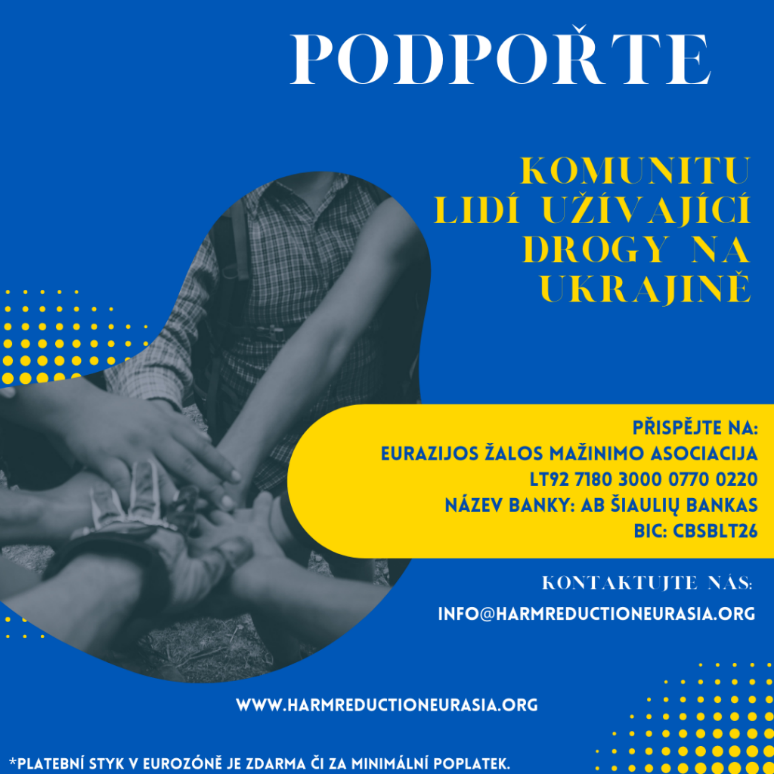 PODPOŘTE
KOMUNITU
LIDÍ UŽÍVAJÍCÍ
DROGY NA
UKRAJINĚ
PŘISPĚJTE NA:
EURAZIJOS ŽALOS MAŽINIMO ASOCIACIJA
LT92 7180 3000 0770 0220
NÁZEV BANKY: AB ŠIAULIŲ BANKAS
BIC: CBSBLT26
KONTAKTUJTE NÁS:
INFO@HARMREDUCTIONEURASIA.ORG
WWW.HARMREDUCTIONEURASIA.ORG
*PLATEBNÍ STYK V EUROZÓNĚ JE ZDARMA ČI ZA MINIMÁLNÍ POPLATEK.